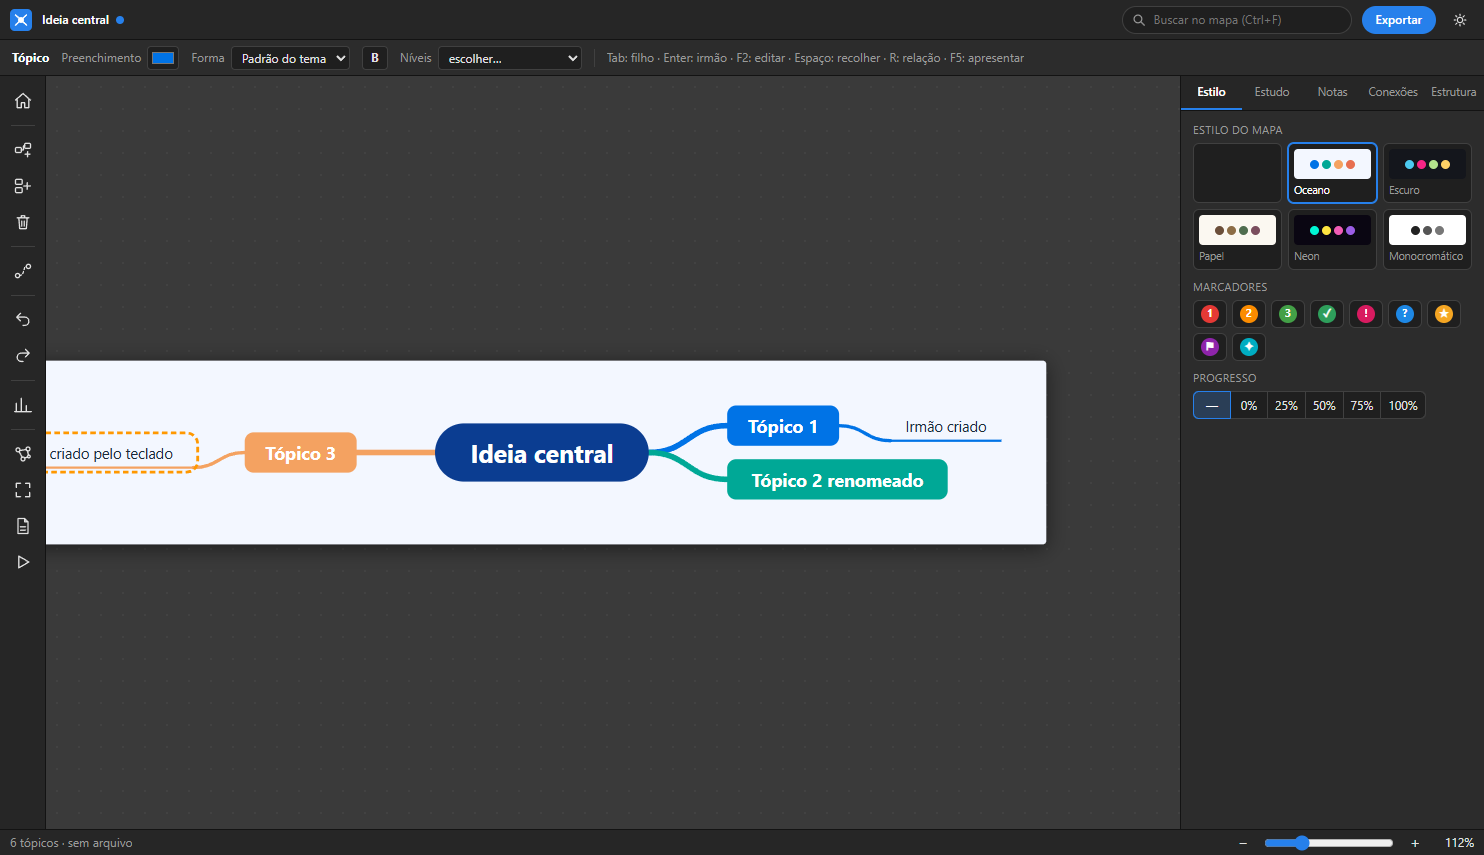 Ideia central
Buscar no mapa (Ctrl+F)
Exportar
Tópico
Preenchimento
Forma
Padrão do tema
B
Níveis
escolher...
Tab: filho · Enter: irmão · F2: editar · Espaço: recolher · R: relação · F5: apresentar
Estilo
Estudo
Notas
Conexões
Estrutura
ESTILO DO MAPA
Oceano
Escuro
Papel
Neon
Monocromático
MARCADORES
1
2
3
!
?
PROGRESSO
—
0%
25%
50%
75%
100%
criado pelo teclado
Tópico 3
Ideia central
Tópico 1
Irmão criado
Tópico 2 renomeado
6 tópicos · sem arquivo
−
+
112%